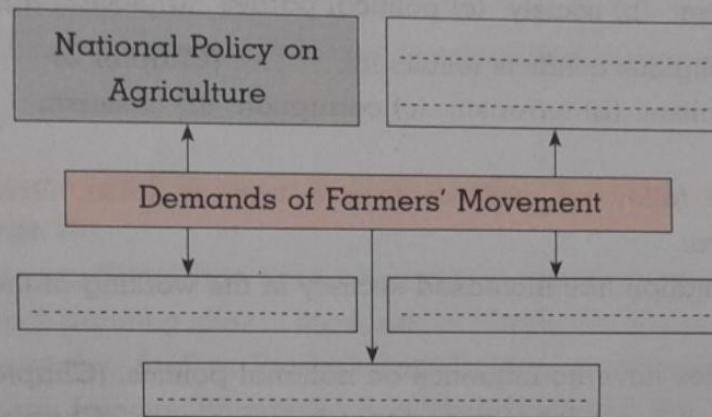 National Policy on
Agriculture
Demands of Farmers' Movement